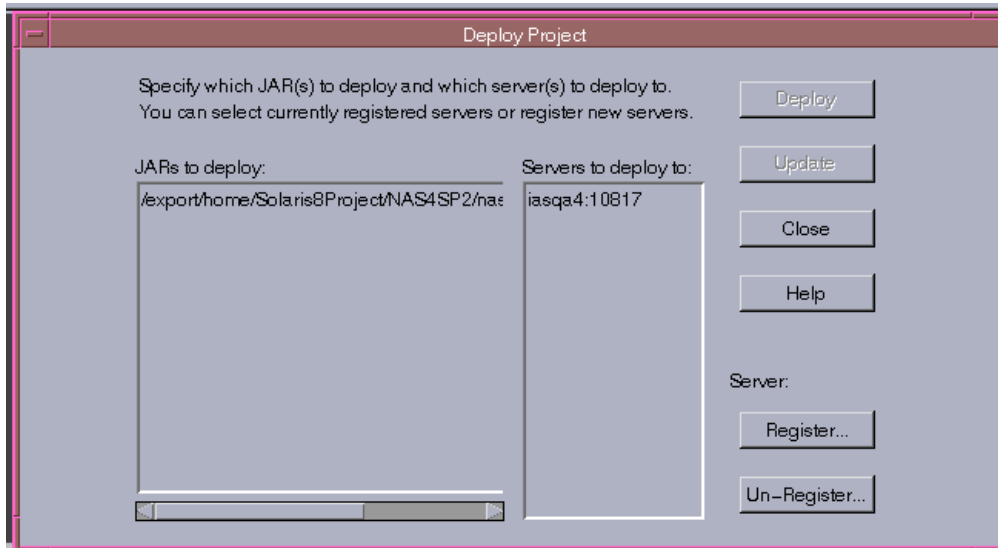 Deploy Project
Specify which JAR(s) to deploy and which server(s) to deploy to.
You can select currently registered servers or register new servers.
JARs to deploy:
/export/home/Solaris8Project/NAS4SP2/nas
Servers to deploy to:
iasqa4:10817
Deploy
Update
Close
Help
Server:
Register...
Un-Register...